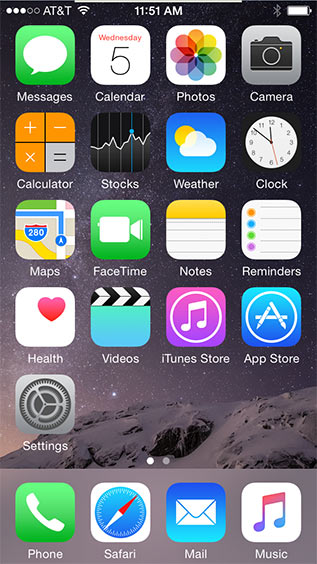 AT&T 11:51 AM
Wednesday
5
Messages Calendar Photos Camera
Calculator Stocks Weather Clock
280
Maps FaceTime Notes Reminders
Health Videos iTunes Store App Store
Settings
Phone Safari Mail Music